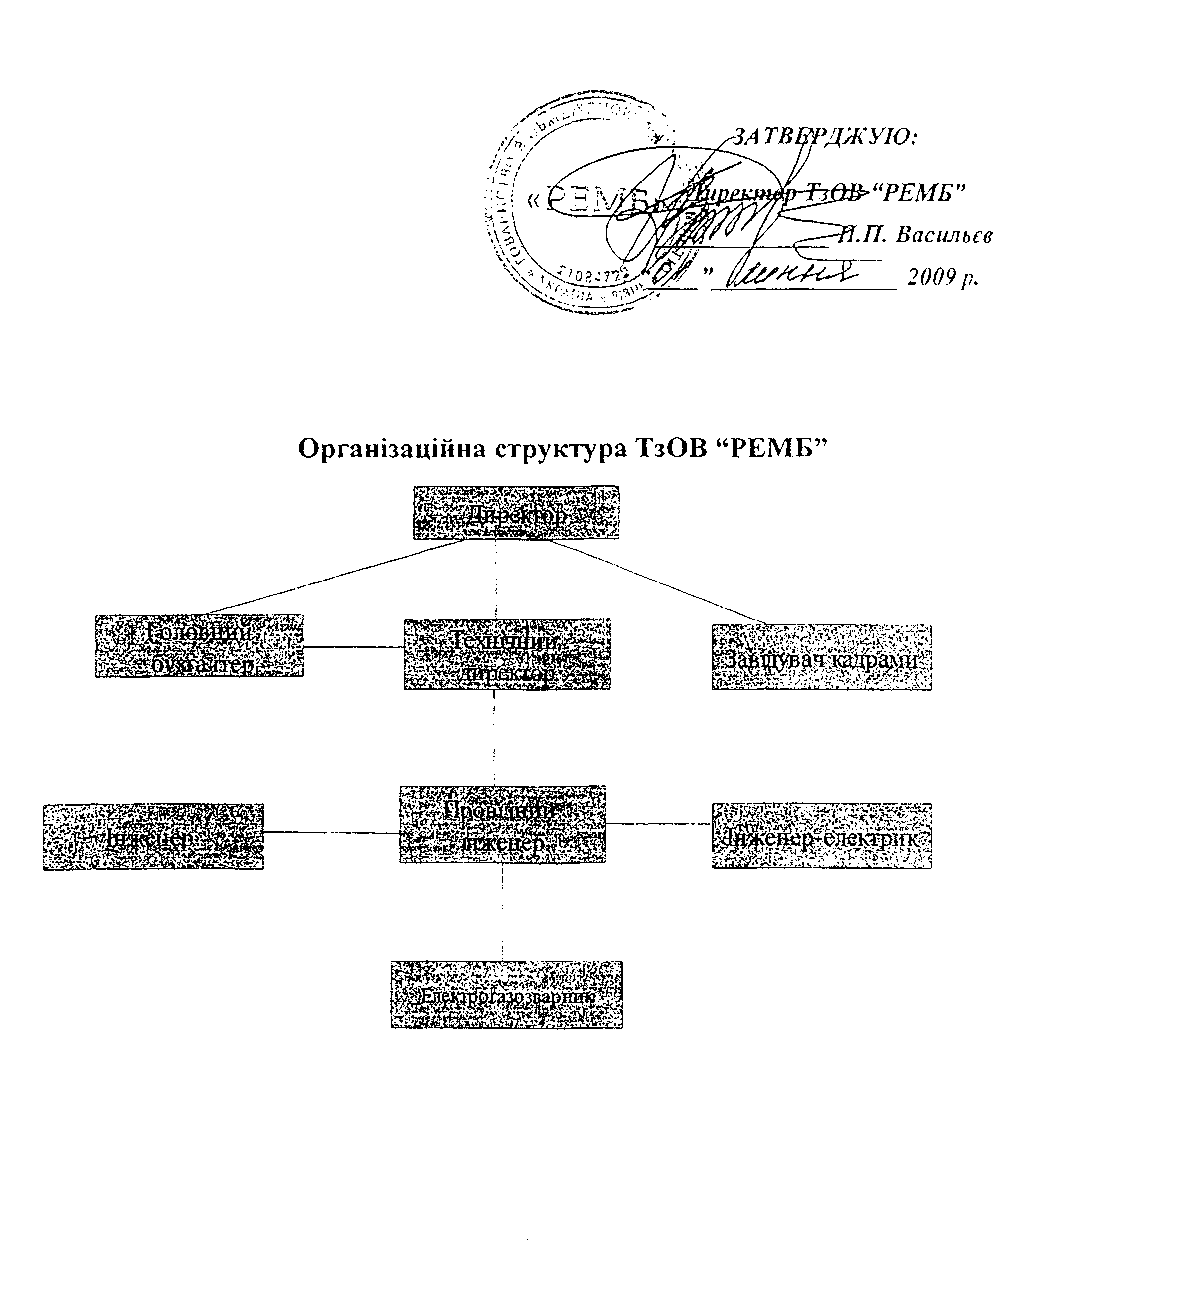 ЗАТВЕРДЖУЮ:
Директор ТзОВ “РЕМБ”
«РЕМБ»
Васильєв
” 2009 р.
Організаційна структура ТзОВ “РЕМБ”
Директор
Головний
бухгалтер
Технічний
директор
Завідувач кадрами
Інженер
Провідний
інженер
Інженер-електрик
Електрогазозварник